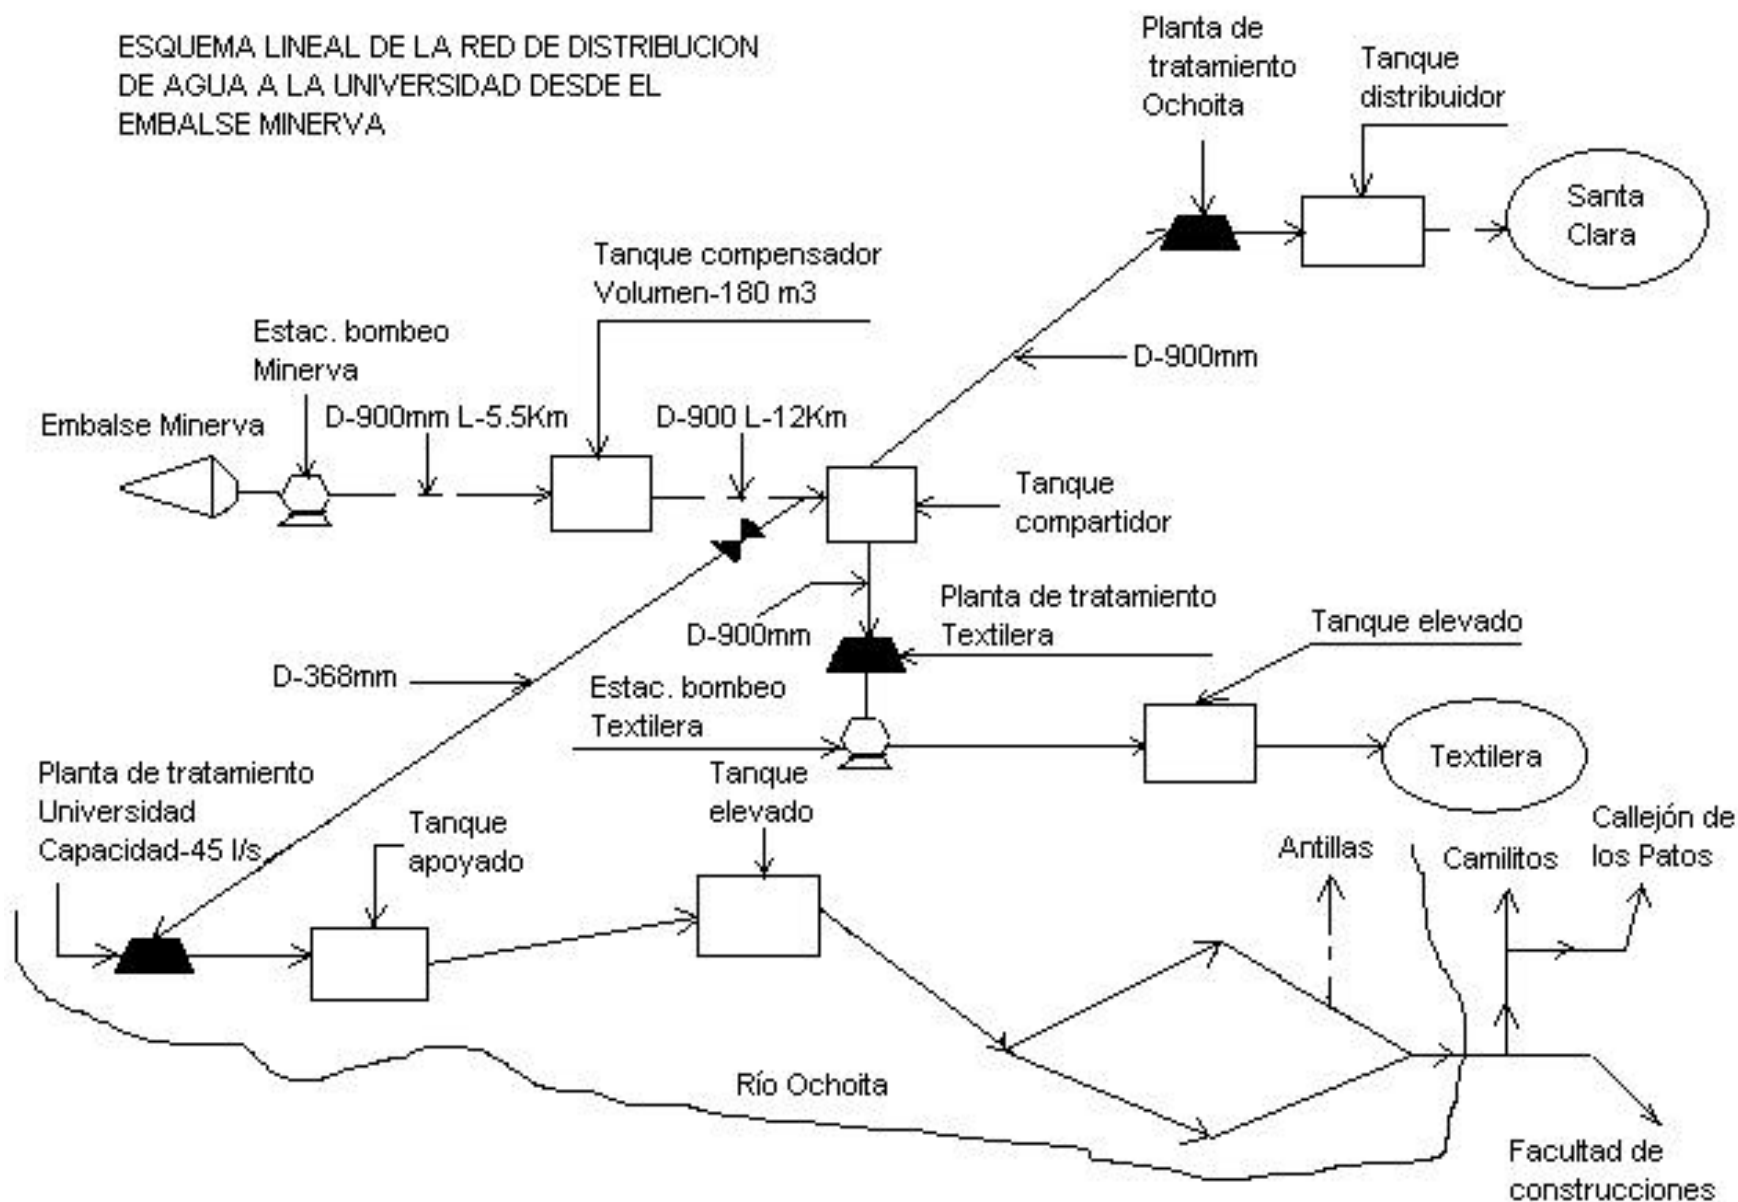 ESQUEMA LINEAL DE LA RED DE DISTRIBUCION
DE AGUA A LA UNIVERSIDAD DESDE EL
EMBALSE MINERVA
Planta de
tratamiento
Ochoita
Tanque
distribuidor
Santa
Clara
Tanque compensador
Volumen-180 m3
Estac. bombeo
Minerva
D-900mm
Embalse Minerva
D-900mm L-5.5Km
D-900 L-12Km
Tanque
compartidor
D-900mm
Planta de tratamiento
Textilera
Tanque elevado
D-368mm
Estac. bombeo
Textilera
Textilera
Planta de tratamiento
Universidad
Capacidad-45 l/s
Tanque
apoyado
Tanque
elevado
Antillas
Camilitos
Callejón de
los Patos
Río Ochoita
Facultad de
construcciones